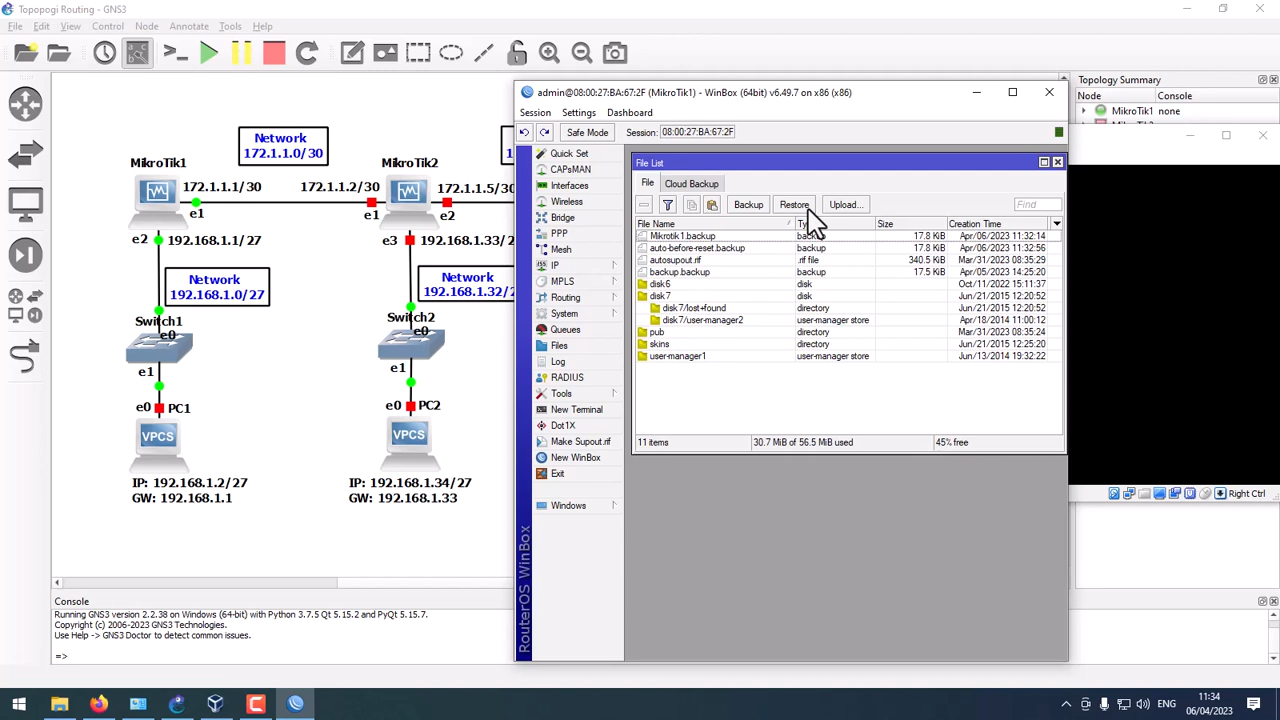 Topopogi Routing - GNS3
File Edit View Control Node Annotate Tools Help
Topology Summary
Node Console
MikroTik1 none
Network
172.1.1.0/30
MikroTik1
172.1.1.1/30
e1
172.1.1.2/30
MikroTik2
e1
172.1.1.5/30
e2
e2
192.168.1.1/27
e3
192.168.1.33/2
Network
192.168.1.0/27
Network
192.168.1.32/2
Switch1
e0
e1
Switch2
e0
e1
e0 PC1
VPCS
IP: 192.168.1.2/27
GW: 192.168.1.1
e0 PC2
VPCS
IP: 192.168.1.34/27
GW: 192.168.1.33
Console
Running GNS3 version 2.2.38 on Windows (64-bit) with Python 3.7.5 Qt 5.15.2 and PyQt 5.15.7.
Copyright (c) 2006-2023 GNS3 Technologies.
Use Help -> GNS3 Doctor to detect common issues.
=>
admin@08:00:27:BA:67:2F (MikroTik1) - WinBox (64bit) v6.49.7 on x86 (x86)
Session Settings Dashboard
Safe Mode Session: 08:00:27:BA:67:2F
Quick Set
CAPsMAN
Interfaces
Wireless
Bridge
PPP
Mesh
IP
MPLS
Routing
System
Queues
Files
Log
RADIUS
Tools
New Terminal
Dot1X
Make Supout.rif
New WinBox
Exit
Windows
RouterOS WinBox
File List
File Cloud Backup
Backup Restore Upload... Find
File Name Size Creation Time
Mikrotik1.backup 17.8 KiB Apr/06/2023 11:32:14
auto-before-reset.backup backup 17.8 KiB Apr/06/2023 11:32:50
autosupout.rif .rif file 340.5 KiB Mar/31/2023 08:35:29
backup.backup backup 17.5 KiB Apr/05/2023 14:25:20
disk6 disk Oct/11/2022 15:11:37
disk7 disk Jun/21/2015 12:20:52
disk7/lost+found directory Jun/21/2015 12:20:52
disk7/user-manager2 user-manager store Apr/18/2014 11:00:12
pub directory Mar/31/2023 08:35:24
skins directory Jun/21/2015 12:25:20
user-manager1 user-manager store Jun/13/2014 19:32:22
11 items 30.7 MiB of 56.5 MiB used 45% free
Right Ctrl
ENG
11:34
06/04/2023